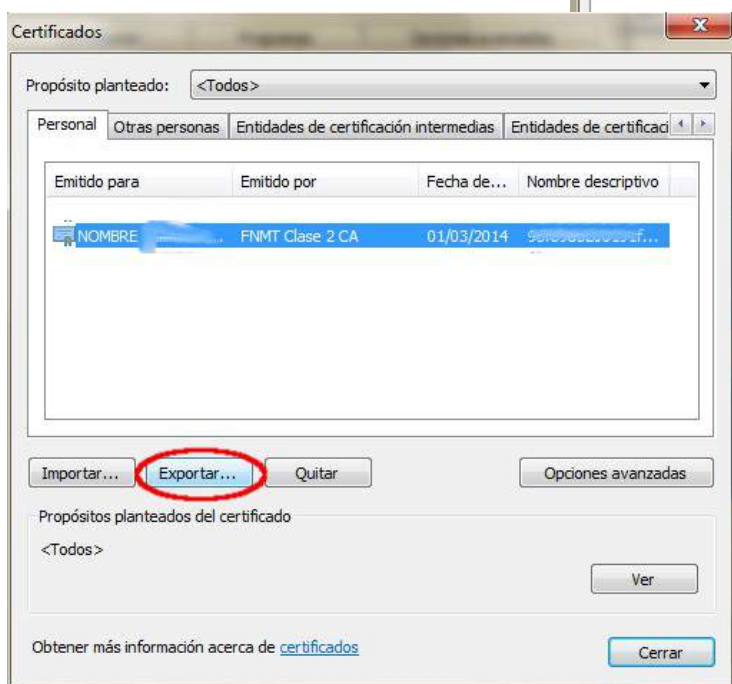 Certificados
Propósito planteado: <Todos>
Personal Otras personas Entidades de certificación intermedias Entidades de certificaci
Emitido para Emitido por Fecha de... Nombre descriptivo
NOMBRE FNMT Clase 2 CA 01/03/2014
Importar... Exportar... Quitar Opciones avanzadas
Propósitos planteados del certificado
<Todos>
Ver
Obtener más información acerca de certificados
Cerrar